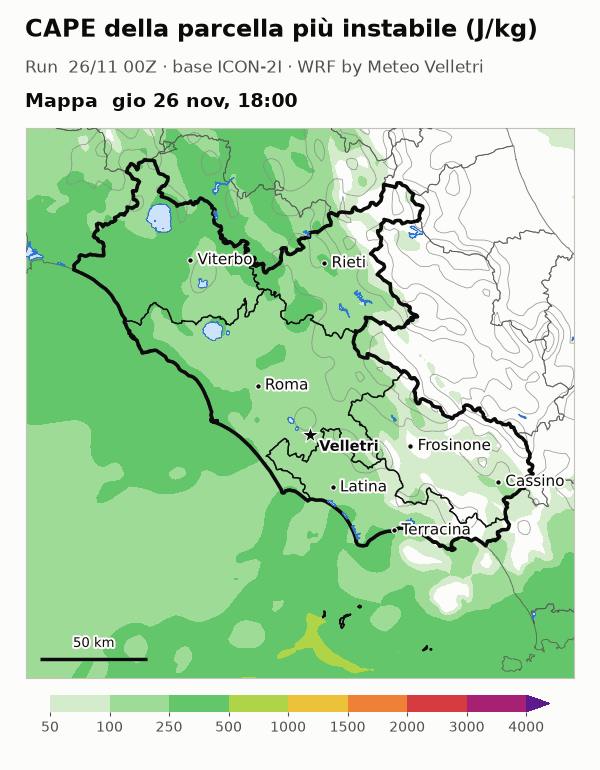 CAPE della parcella più instabile (J/kg)
Run  26/11 00Z · base ICON-2I · WRF by Meteo Velletri
Mappa  gio 26 nov, 18:00
Viterbo
Rieti
Roma
Velletri
Frosinone
Cassino
Latina
Terracina
50 km
50 100 250 500 1000 1500 2000 3000 4000